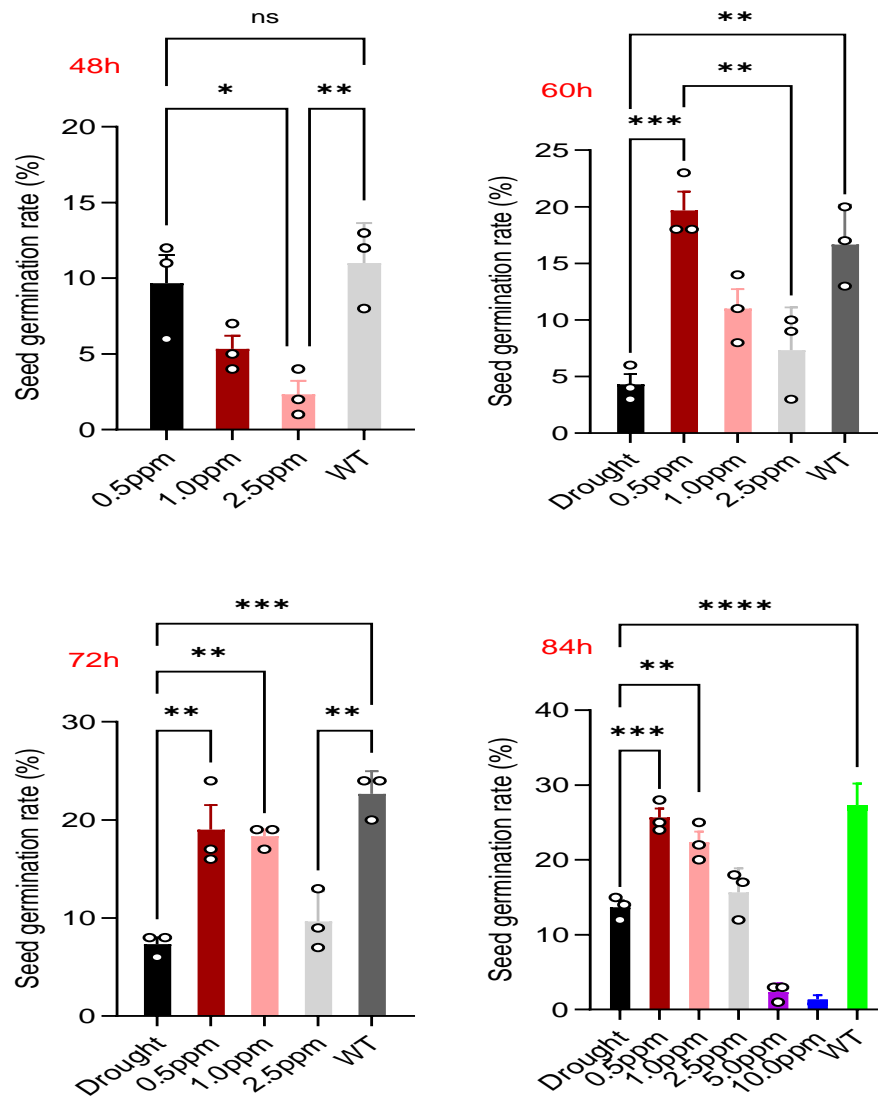 ns
48h
*
**
Seed germination rate (%)
20
15
10
5
0
0.5ppm
1.0ppm
2.5ppm
WT
**
60h
**
***
Seed germination rate (%)
25
20
15
10
5
0
Drought
0.5ppm
1.0ppm
2.5ppm
WT
***
72h
**
**
**
Seed germination rate (%)
30
20
10
0
Drought
0.5ppm
1.0ppm
2.5ppm
WT
****
84h
**
***
Seed germination rate (%)
40
30
20
10
0
Drought
0.5ppm
1.0ppm
2.5ppm
5.0ppm
10.0ppm
WT